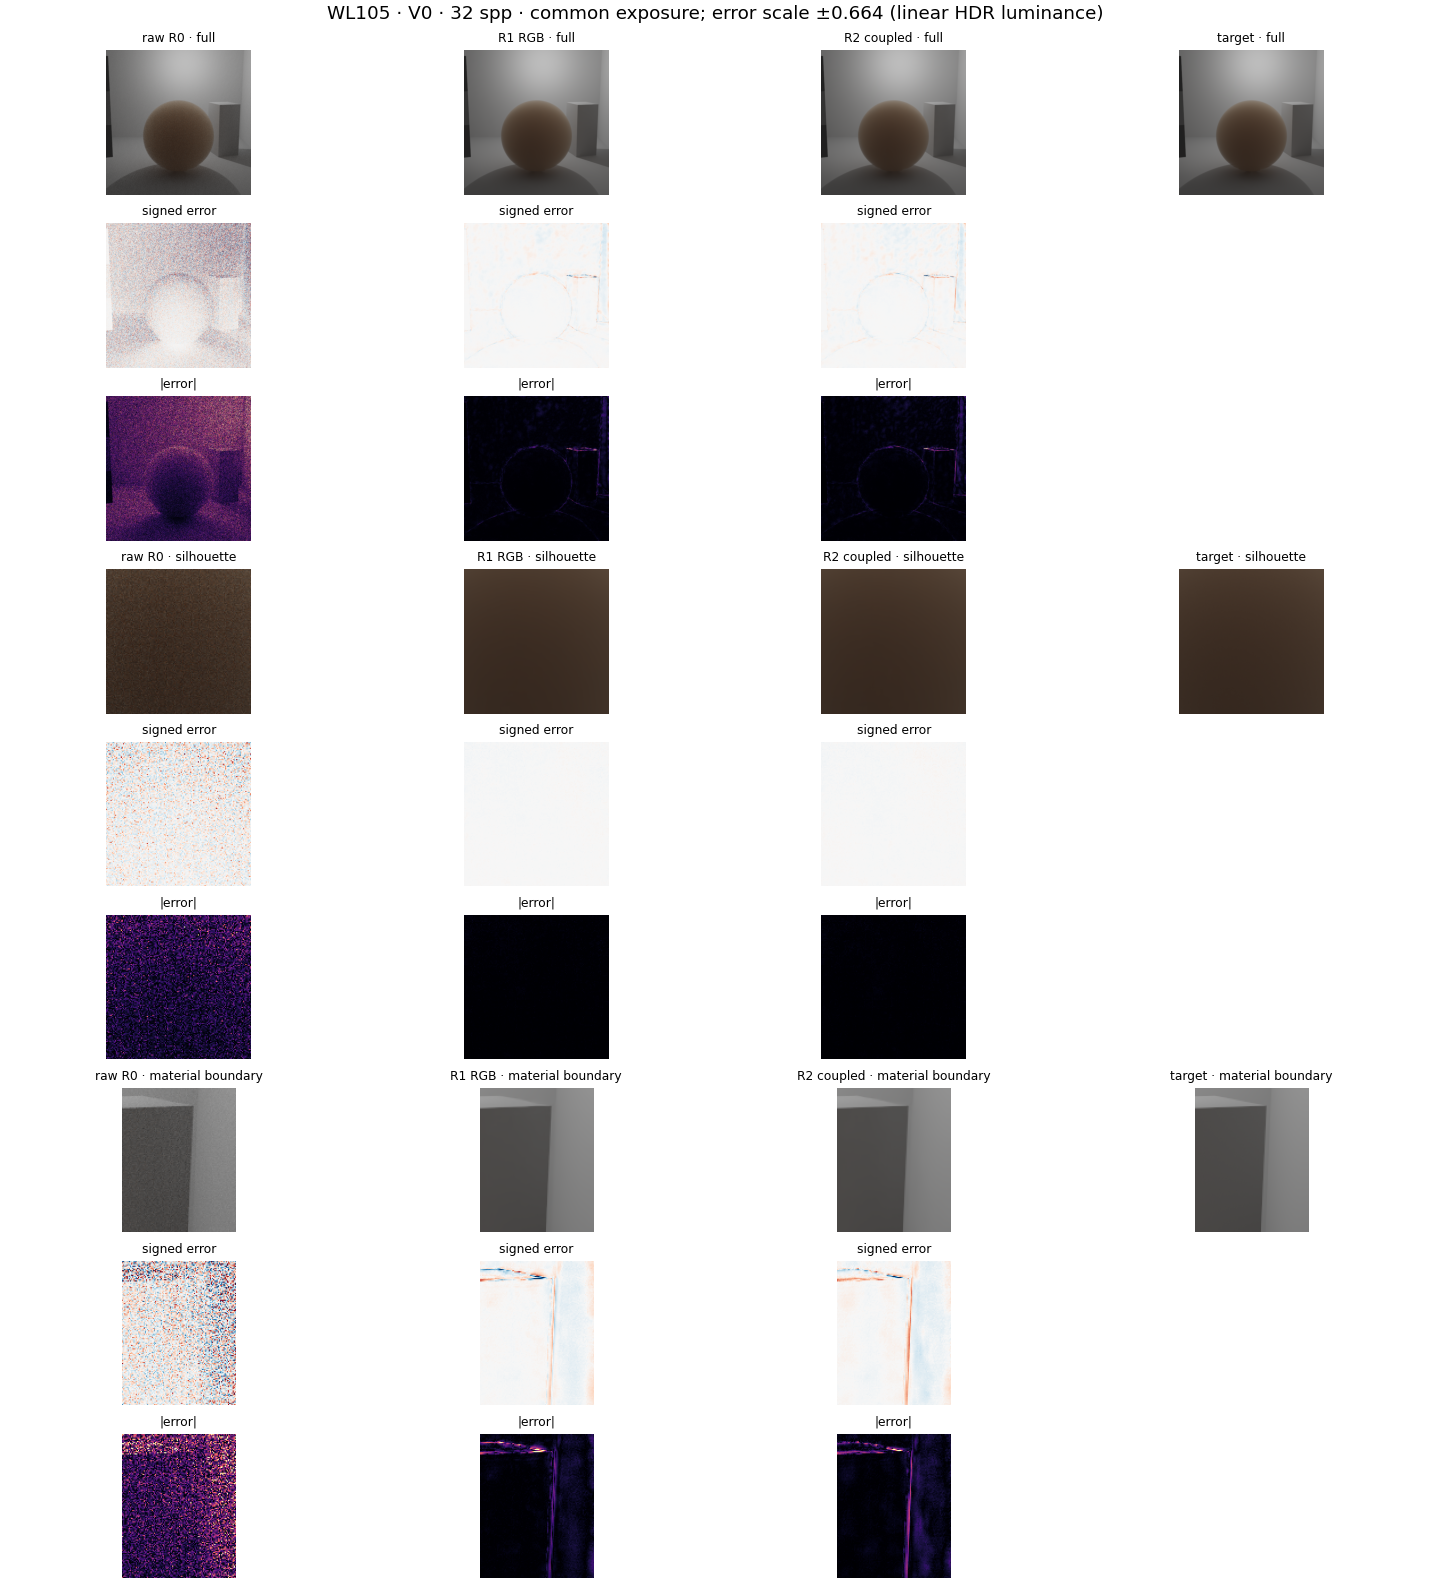 WL105 · V0 · 32 spp · common exposure; error scale ±0.664 (linear HDR luminance)
raw R0 · full
R1 RGB · full
R2 coupled · full
target · full
signed error
signed error
signed error
|error|
|error|
|error|
raw R0 · silhouette
R1 RGB · silhouette
R2 coupled · silhouette
target · silhouette
signed error
signed error
signed error
|error|
|error|
|error|
raw R0 · material boundary
R1 RGB · material boundary
R2 coupled · material boundary
target · material boundary
signed error
signed error
signed error
|error|
|error|
|error|